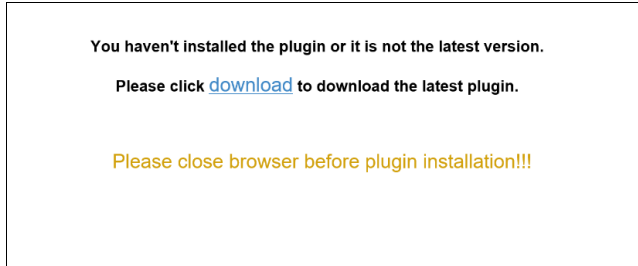 You haven't installed the plugin or it is not the latest version.
Please click download to download the latest plugin.
Please close browser before plugin installation!!!